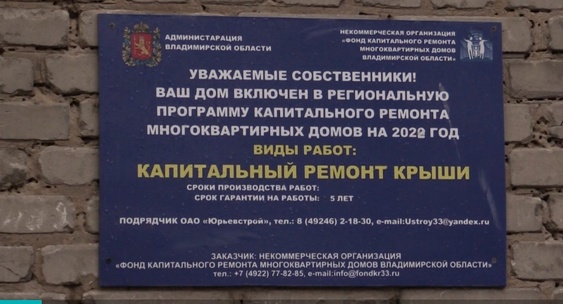 АДМИНИСТАРАЦИЯ
ВЛАДИМИРСКОЙ ОБЛАСТИ
НЕКОММЕРЧЕСКАЯ ОРГАНИЗАЦИЯ
«ФОНД КАПИТАЛЬНОГО РЕМОНТА
МНОГОКВАРТИРНЫХ ДОМОВ
ВЛАДИМИРСКОЙ ОБЛАСТИ»
УВАЖАЕМЫЕ СОБСТВЕННИКИ!
ВАШ ДОМ ВКЛЮЧЕН В РЕГИОНАЛЬНУЮ
ПРОГРАММУ КАПИТАЛЬНОГО РЕМОНТА
МНОГОКВАРТИРНЫХ ДОМОВ НА 2022 ГОД
ВИДЫ РАБОТ:
КАПИТАЛЬНЫЙ РЕМОНТ КРЫШИ
СРОКИ ПРОИЗВОДСТВА РАБОТ:
СРОК ГАРАНТИИ НА РАБОТЫ: 5 ЛЕТ
ПОДРЯДЧИК ОАО «Юрьевстрой», тел.: 8 (49246) 2-18-30, e-mail:Ustroy33@yandex.ru
ЗАКАЗЧИК: НЕКОММЕРЧЕСКАЯ ОРГАНИЗАЦИЯ
«ФОНД КАПИТАЛЬНОГО РЕМОНТА МНОГОКВАРТИРНЫХ ДОМОВ ВЛАДИМИРСКОЙ ОБЛАСТИ»
тел.: +7 (4922) 77-82-85, e-mail:info@fondkr33.ru